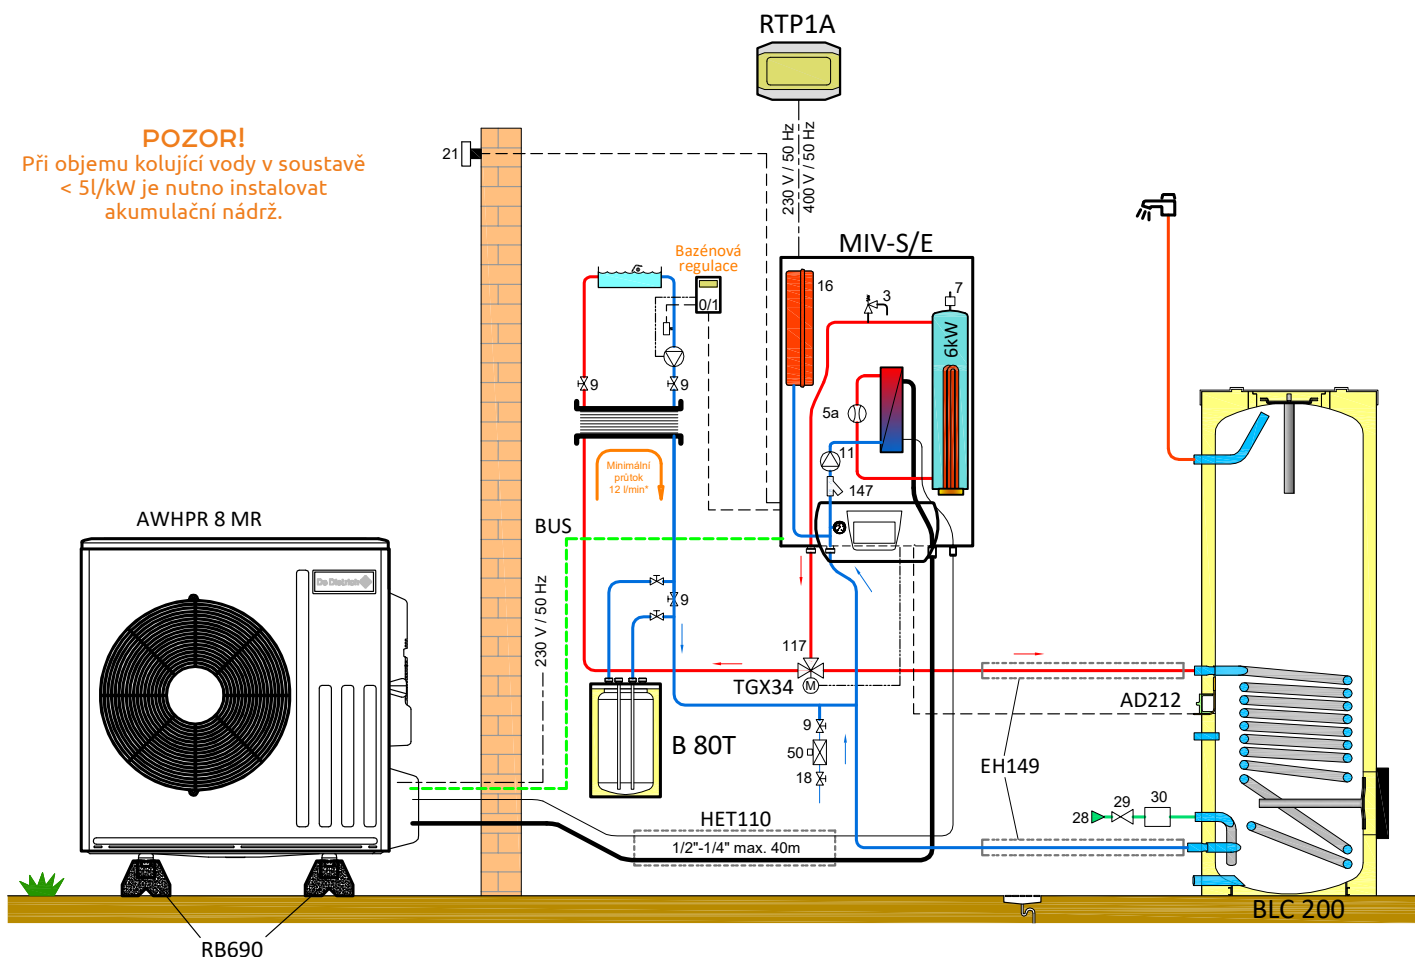 RTP1A
POZOR!
Při objemu kolující vody v soustavě
< 5l/kW je nutno instalovat
akumulační nádrž.
21
230 V / 50 Hz
400 V / 50 Hz
MIV-S/E
Bazénová
regulace
0/1
16
3
7
6kW
9
9
5a
11
147
Minimální
průtok
12 l/min*
AWHPR 8 MR
BUS
De Dietrich
230 V / 50 Hz
9
117
TGX34
M
AD212
B 80T
9
50
18
EH149
28
29
30
HET110
1/2"-1/4" max. 40m
BLC 200
RB690